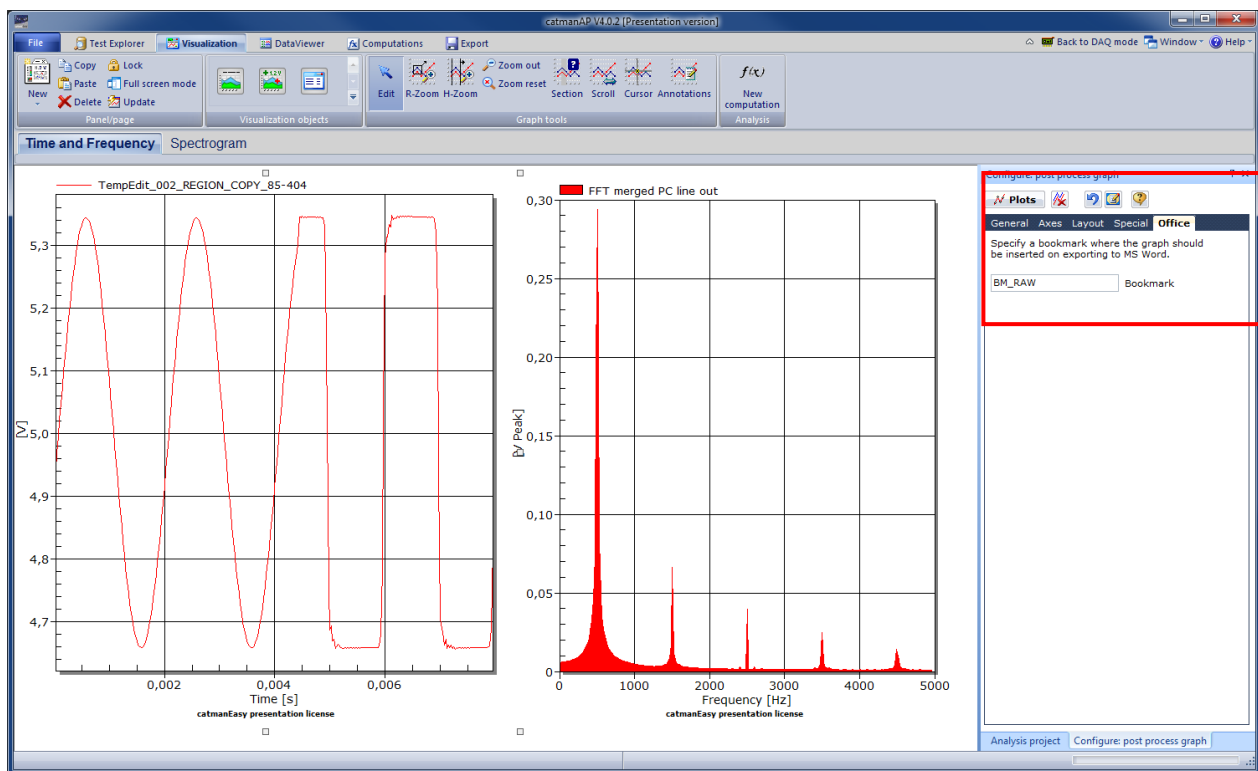 catmanAP V4.0.2 [Presentation version]
File Test Explorer Visualization DataViewer Computations Export Back to DAQ mode Window Help
New
Copy
Paste
Delete
Lock
Full screen mode
Update
Panel/page
Visualization objects
Edit R-Zoom H-Zoom
Zoom out
Zoom reset
Section Scroll Cursor Annotations
Graph tools
f(x)
New
computation
Analysis
Time and Frequency Spectrogram
TempEdit_002_REGION_COPY_85-404
5,3
5,2
5,1
5,0
4,9
4,8
4,7
[V]
0,002 0,004 0,006
Time [s]
catmanEasy presentation license
FFT merged PC line out
0,30
0,25
0,20
0,15
0,10
0,05
0
[V Peak]
0 1000 2000 3000 4000 5000
Frequency [Hz]
catmanEasy presentation license
Configure: post process graph
Plots
General Axes Layout Special Office
Specify a bookmark where the graph should
be inserted on exporting to MS Word.
BM_RAW Bookmark
Analysis project Configure: post process graph